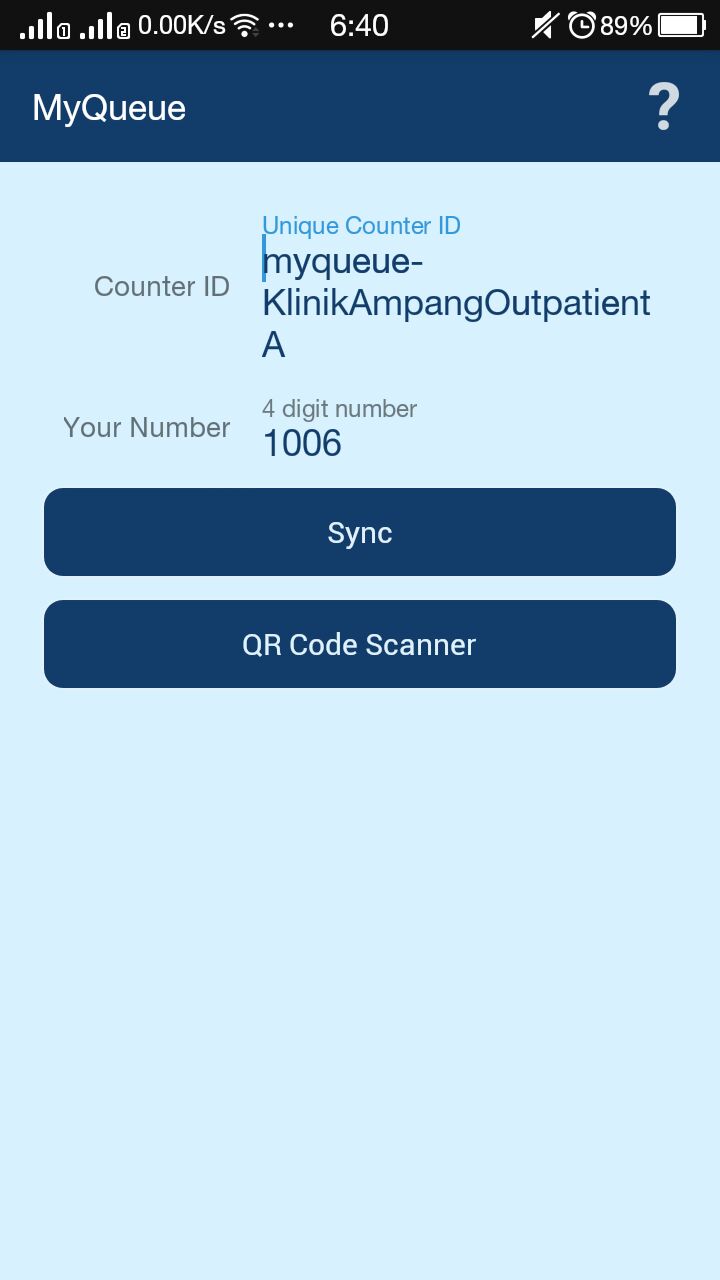 0.00K/s ... 6:40 89%
MyQueue ?
Unique Counter ID
Counter ID
myqueue-
KlinikAmpangOutpatient
A
4 digit number
Your Number
1006
Sync
QR Code Scanner